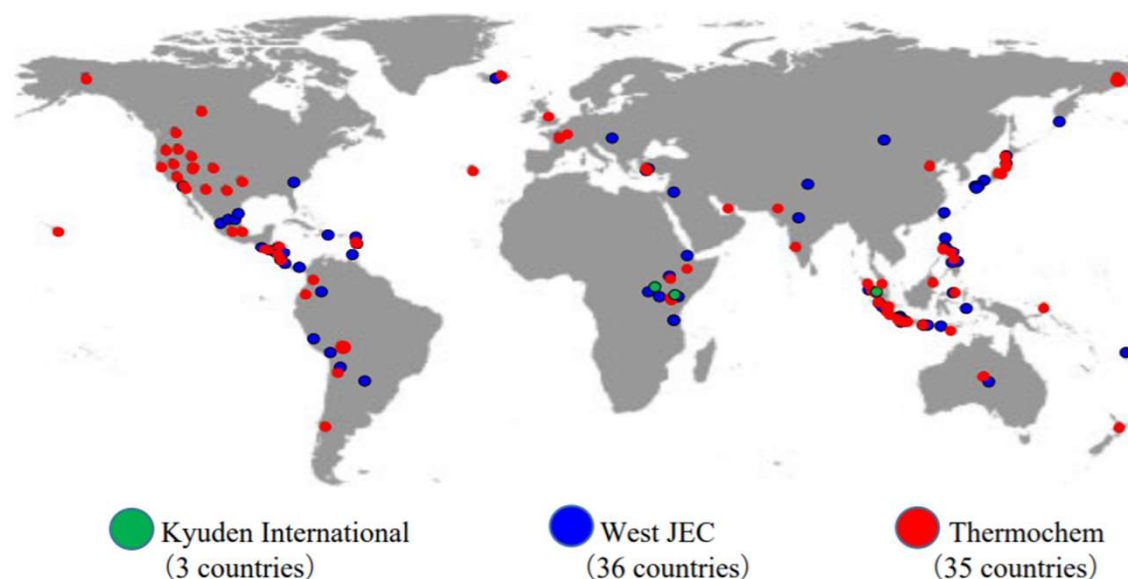 Kyuden International
（3 countries）
West JEC
（36 countries）
Thermochem
（35 countries）